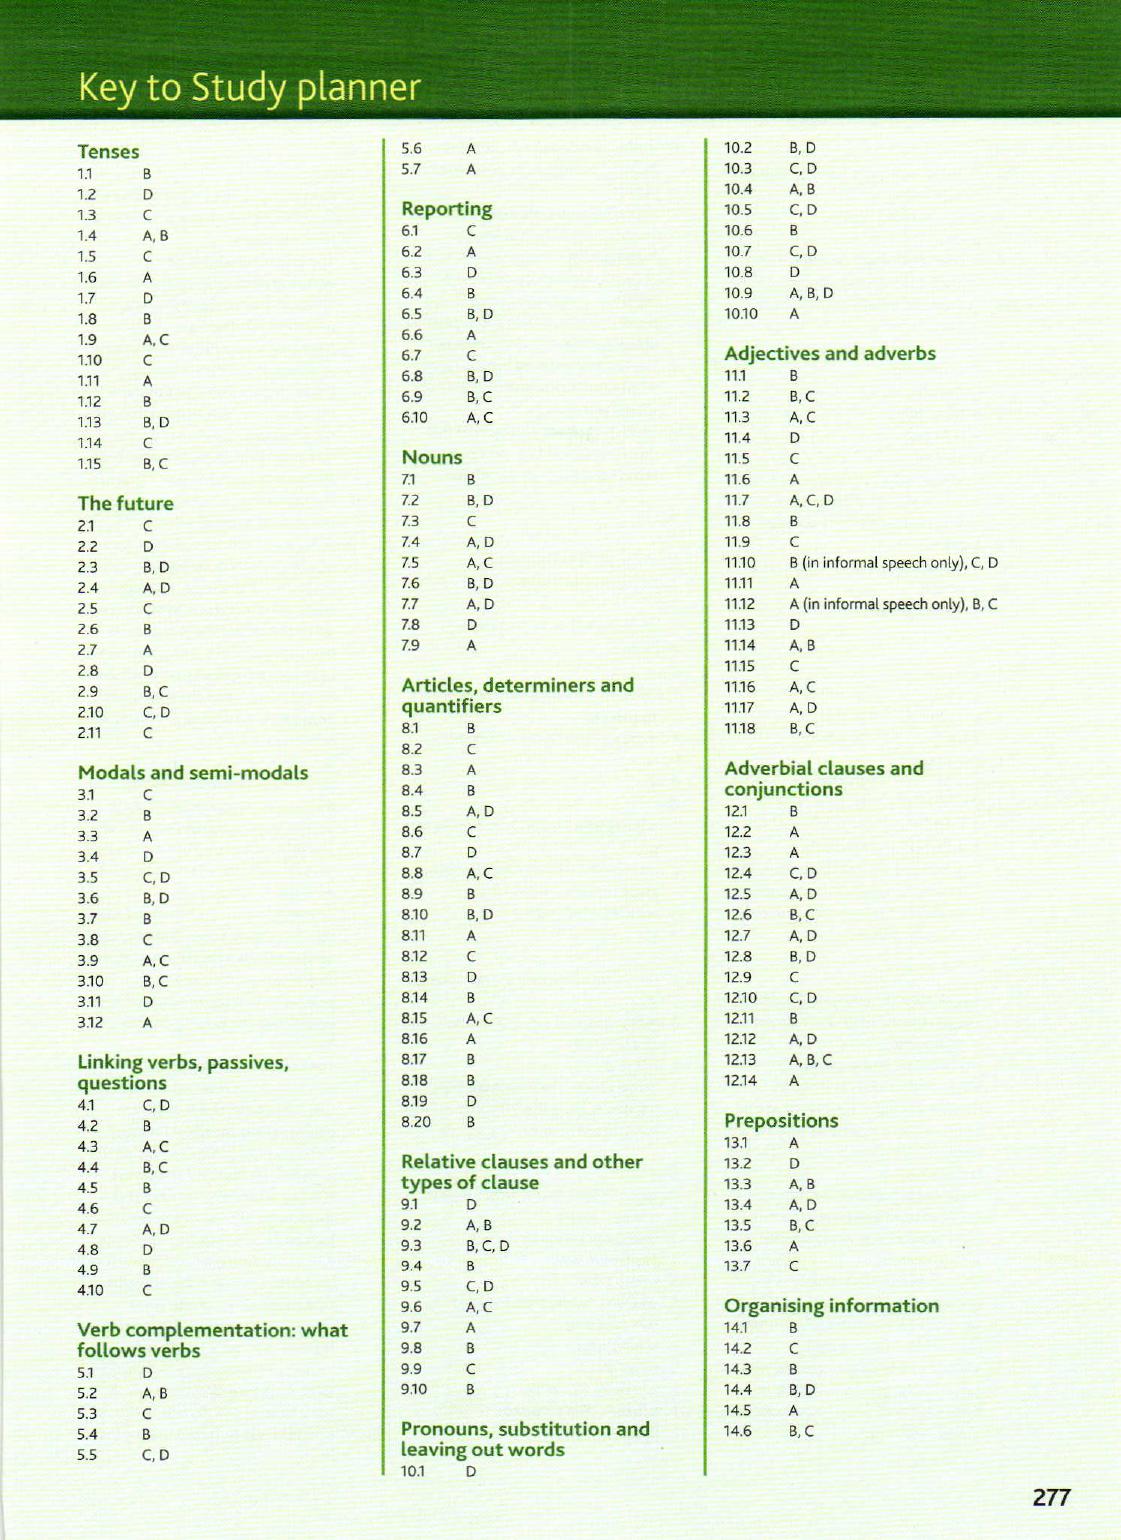 Key to Study planner
Tenses
1.1 B
1.2 D
1.3 C
1.4 A, B
1.5 C
1.6 A
1.7 D
1.8 B
1.9 A, C
1.10 C
1.11 A
1.12 B
1.13 B, D
1.14 C
1.15 B, C
The future
2.1 C
2.2 D
2.3 B, D
2.4 A, D
2.5 C
2.6 B
2.7 A
2.8 D
2.9 B, C
2.10 C, D
2.11 C
Modals and semi-modals
3.1 C
3.2 B
3.3 A
3.4 D
3.5 C, D
3.6 B, D
3.7 B
3.8 C
3.9 A, C
3.10 B, C
3.11 D
3.12 A
Linking verbs, passives,
questions
4.1 C, D
4.2 B
4.3 A, C
4.4 B, C
4.5 B
4.6 C
4.7 A, D
4.8 D
4.9 B
4.10 C
Verb complementation: what
follows verbs
5.1 D
5.2 A, B
5.3 C
5.4 B
5.5 C, D
5.6 A
5.7 A
Reporting
6.1 C
6.2 A
6.3 D
6.4 B
6.5 B, D
6.6 A
6.7 C
6.8 B, D
6.9 B, C
6.10 A, C
Nouns
7.1 B
7.2 B, D
7.3 C
7.4 A, D
7.5 A, C
7.6 B, D
7.7 A, D
7.8 D
7.9 A
Articles, determiners and
quantifiers
8.1 B
8.2 C
8.3 A
8.4 B
8.5 A, D
8.6 C
8.7 D
8.8 A, C
8.9 B
8.10 B, D
8.11 A
8.12 C
8.13 D
8.14 B
8.15 A, C
8.16 A
8.17 B
8.18 B
8.19 D
8.20 B
Relative clauses and other
types of clause
9.1 D
9.2 A, B
9.3 B, C, D
9.4 B
9.5 C, D
9.6 A, C
9.7 A
9.8 B
9.9 C
9.10 B
Pronouns, substitution and
leaving out words
10.1 D
10.2 B, D
10.3 C, D
10.4 A, B
10.5 C, D
10.6 B
10.7 C, D
10.8 D
10.9 A, B, D
10.10 A
Adjectives and adverbs
11.1 B
11.2 B, C
11.3 A, C
11.4 D
11.5 C
11.6 A
11.7 A, C, D
11.8 B
11.9 C
11.10 B (in informal speech only), C, D
11.11 A
11.12 A (in informal speech only), B, C
11.13 D
11.14 A, B
11.15 C
11.16 A, C
11.17 A, D
11.18 B, C
Adverbial clauses and
conjunctions
12.1 B
12.2 A
12.3 A
12.4 C, D
12.5 A, D
12.6 B, C
12.7 A, D
12.8 B, D
12.9 C
12.10 C, D
12.11 B
12.12 A, D
12.13 A, B, C
12.14 A
Prepositions
13.1 A
13.2 D
13.3 A, B
13.4 A, D
13.5 B, C
13.6 A
13.7 C
Organising information
14.1 B
14.2 C
14.3 B
14.4 B, D
14.5 A
14.6 B, C
277